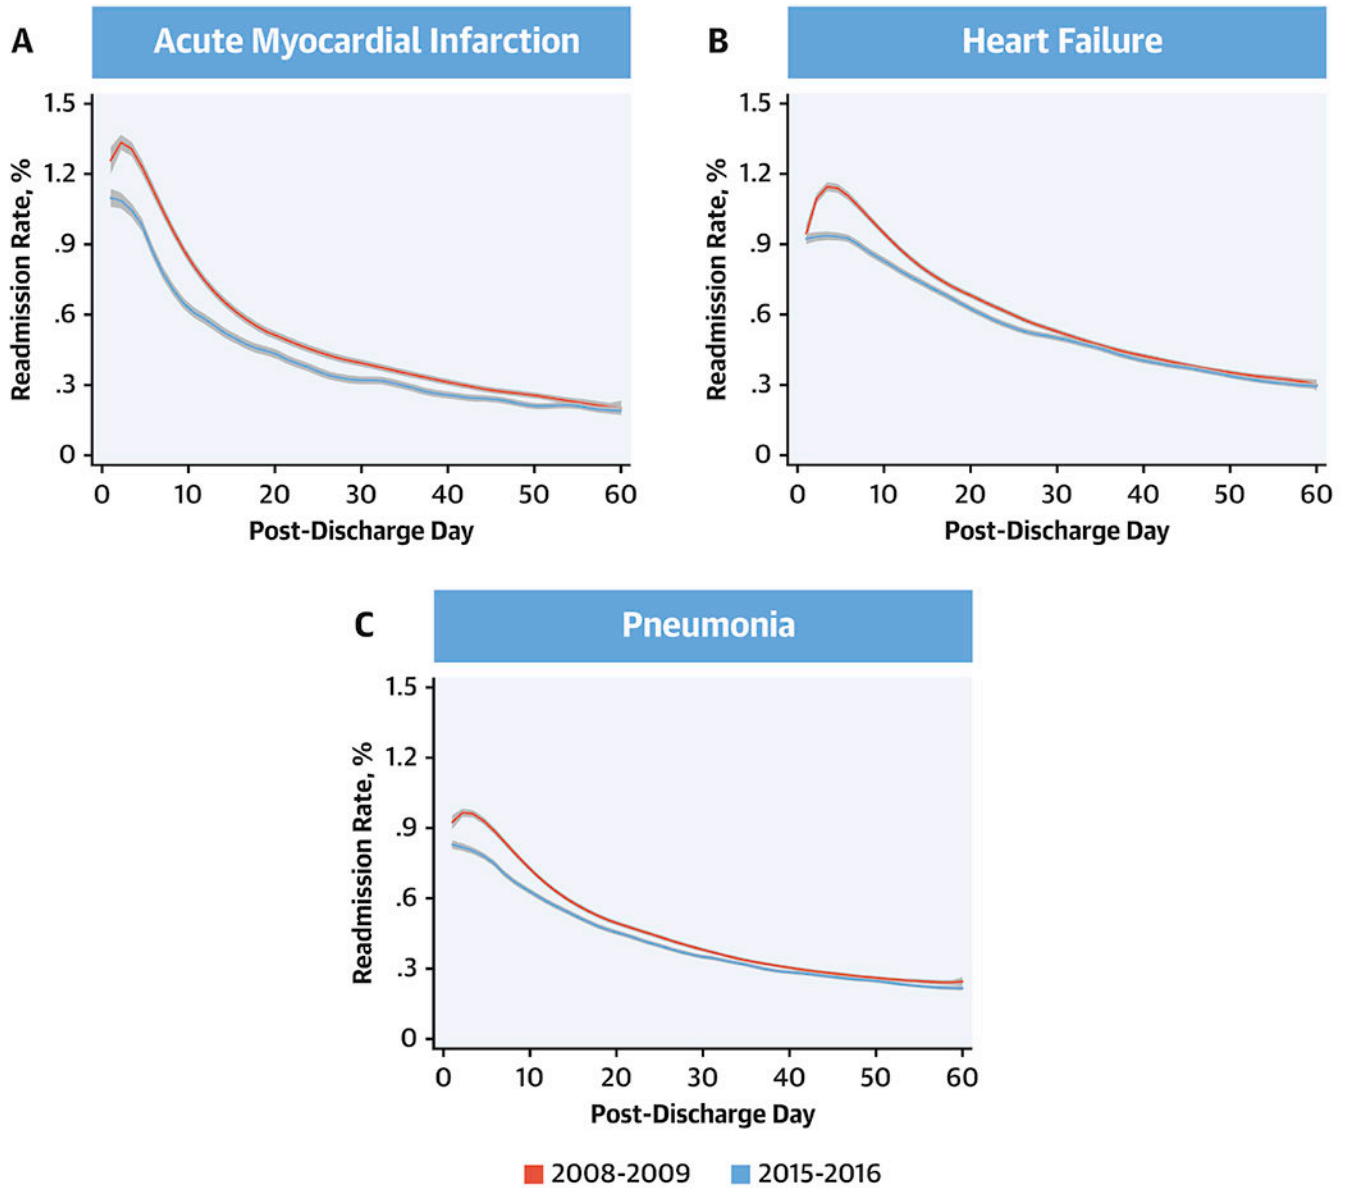 A
Acute Myocardial Infarction
1.5
1.2
.9
.6
.3
0
Readmission Rate, %
0 10 20 30 40 50 60
Post-Discharge Day
B
Heart Failure
1.5
1.2
.9
.6
.3
0
Readmission Rate, %
0 10 20 30 40 50 60
Post-Discharge Day
C
Pneumonia
1.5
1.2
.9
.6
.3
0
Readmission Rate, %
0 10 20 30 40 50 60
Post-Discharge Day
2008-2009 2015-2016